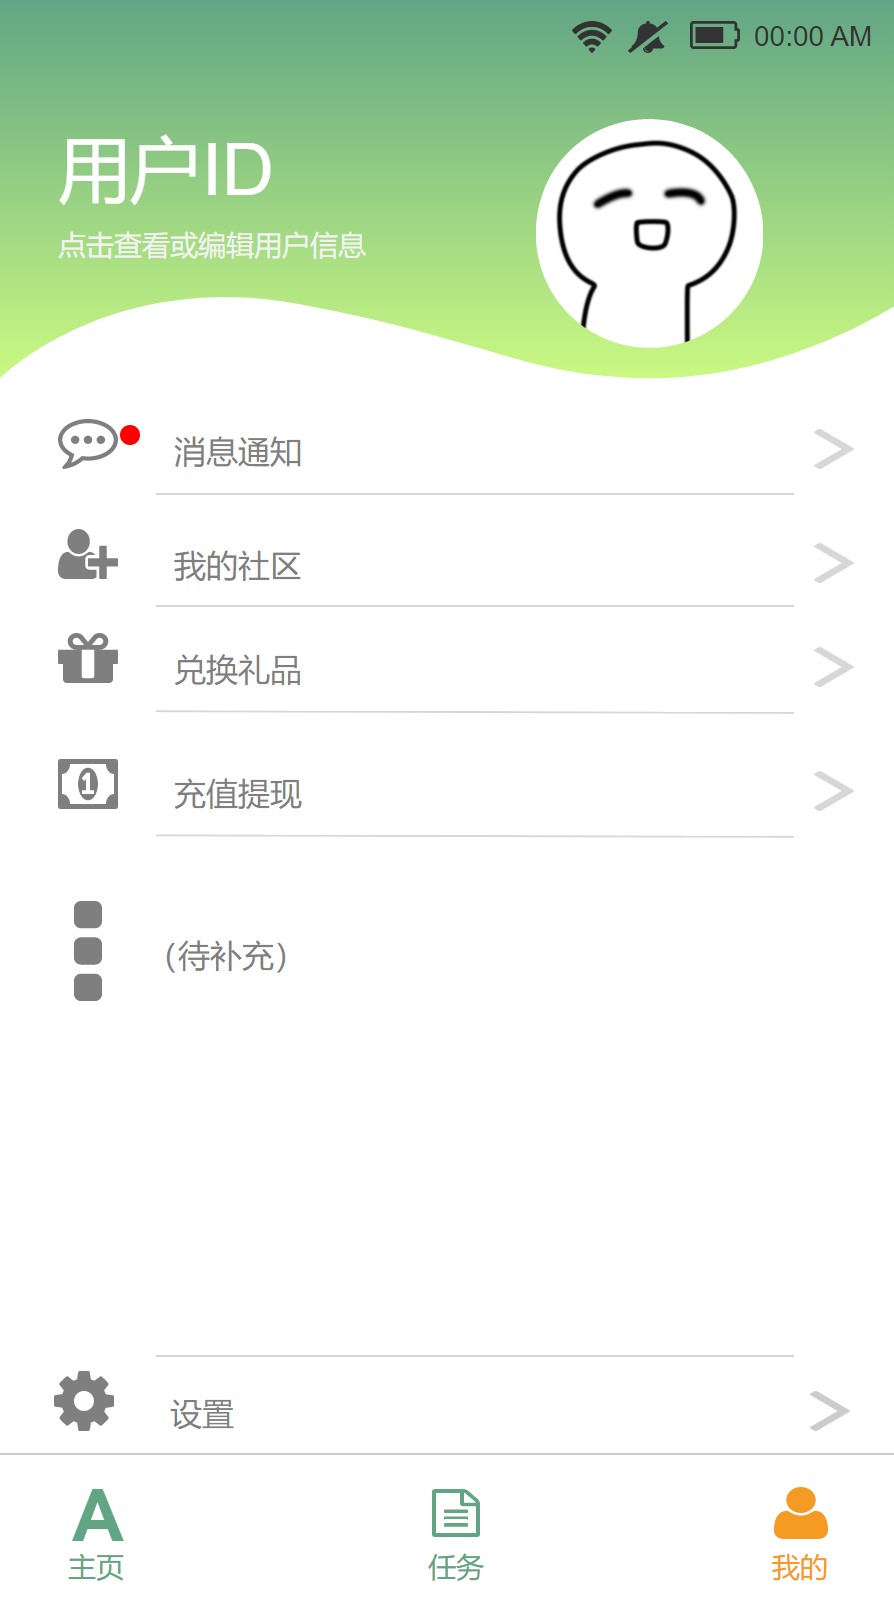 00:00 AM
用户ID
点击查看或编辑用户信息
消息通知
我的社区
兑换礼品
1
充值提现
(待补充)
设置
A
主页
任务
我的